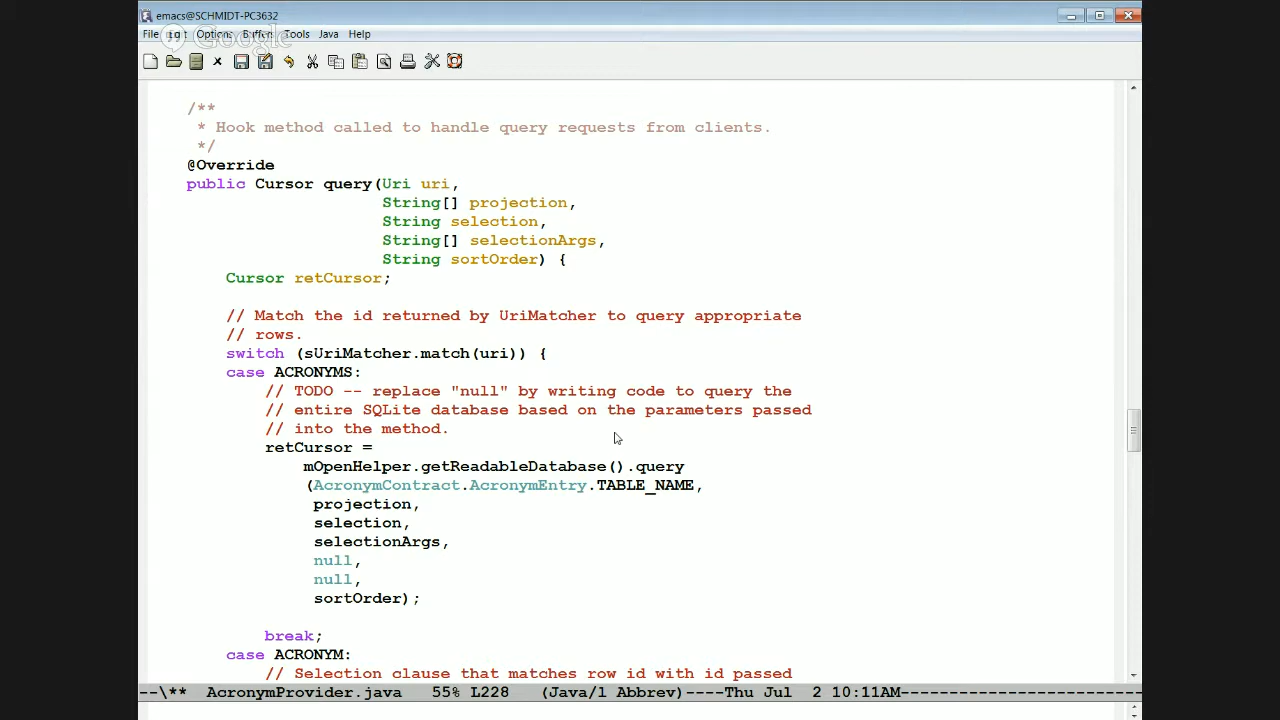 emacs@SCHMIDT-PC3632
File Edit Options Buffers Tools Java Help
Google
/**
* Hook method called to handle query requests from clients.
*/
@Override
public Cursor query(Uri uri,
String[] projection,
String selection,
String[] selectionArgs,
String sortOrder) {
Cursor retCursor;
// Match the id returned by UriMatcher to query appropriate
// rows.
switch (sUriMatcher.match(uri)) {
case ACRONYMS:
// TODO -- replace "null" by writing code to query the
// entire SQLite database based on the parameters passed
// into the method.
retCursor =
mOpenHelper.getReadableDatabase().query
(AcronymContract.AcronymEntry.TABLE_NAME,
projection,
selection,
selectionArgs,
null,
null,
sortOrder);
break;
case ACRONYM:
// Selection clause that matches row id with id passed
--\** AcronymProvider.java 55% L228 (Java/l Abbrev)----Thu Jul 2 10:11AM-------------------------